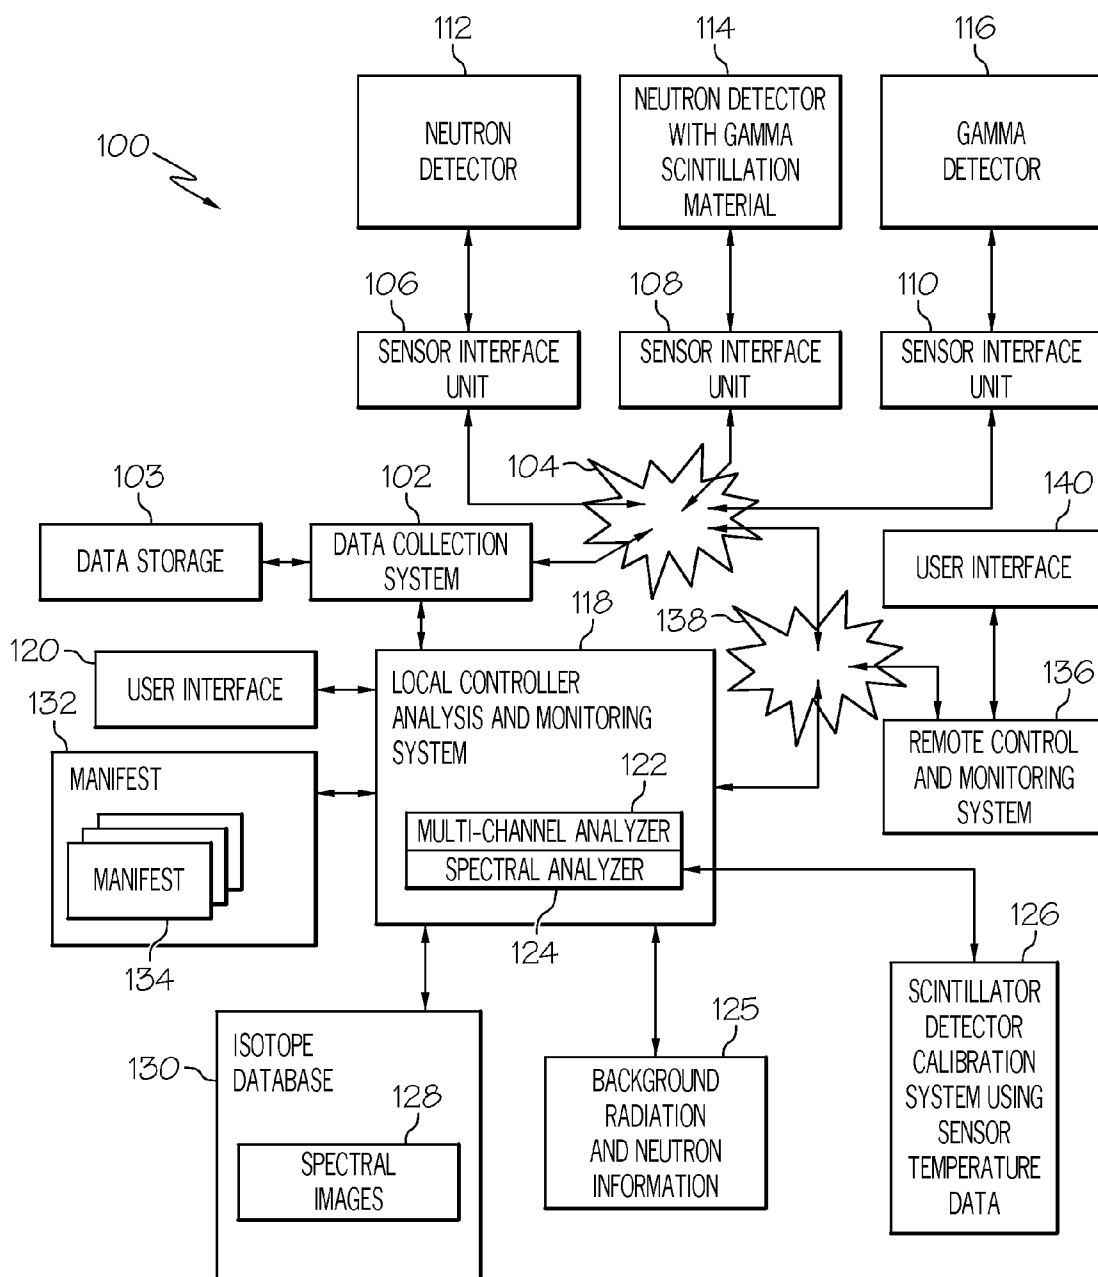 112
114
116
NEUTRON
DETECTOR
NEUTRON DETECTOR
WITH GAMMA
SCINTILLATION
MATERIAL
GAMMA
DETECTOR
100
106
108
110
SENSOR INTERFACE
UNIT
SENSOR INTERFACE
UNIT
SENSOR INTERFACE
UNIT
104
103
102
140
DATA STORAGE
DATA COLLECTION
SYSTEM
USER INTERFACE
138
118
120
USER INTERFACE
LOCAL CONTROLLER
ANALYSIS AND MONITORING
SYSTEM
136
REMOTE CONTROL
AND MONITORING
SYSTEM
132
MANIFEST
MANIFEST
134
122
MULTI-CHANNEL ANALYZER
SPECTRAL ANALYZER
124
126
SCINTILLATOR
DETECTOR
CALIBRATION
SYSTEM USING
SENSOR
TEMPERATURE
DATA
125
BACKGROUND
RADIATION
AND NEUTRON
INFORMATION
130
ISOTOPE
DATABASE
128
SPECTRAL
IMAGES